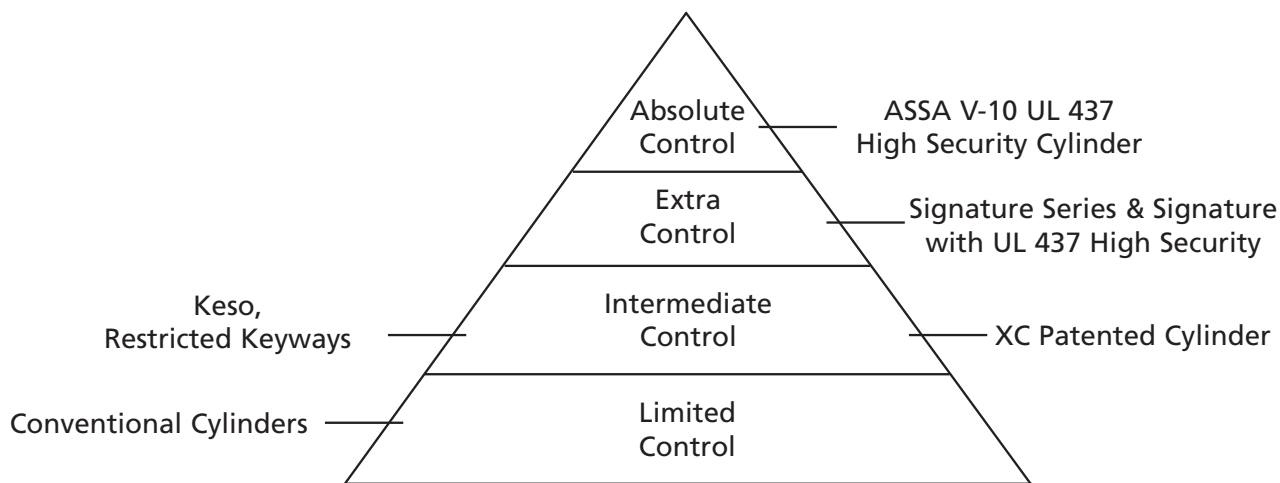 Absolute
Control
ASSA V-10 UL 437
High Security Cylinder
Extra
Control
Signature Series & Signature
with UL 437 High Security
Keso,
Restricted Keyways
Intermediate
Control
XC Patented Cylinder
Conventional Cylinders
Limited
Control